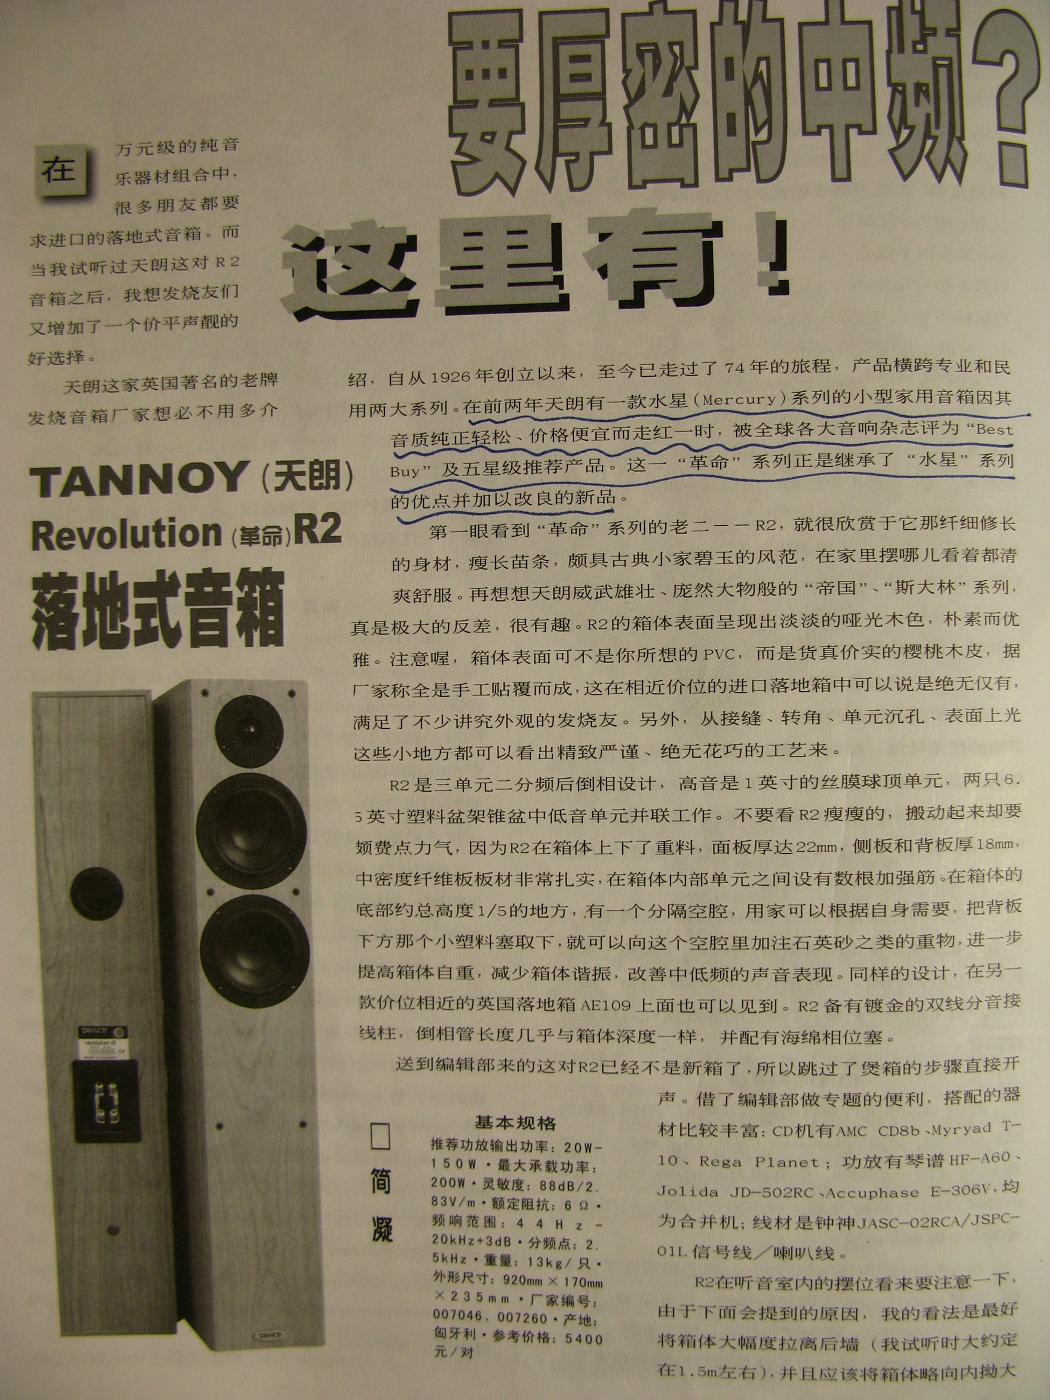 要厚密的中频?
这里有!
在
万元级的纯音
乐器材组合中,
很多朋友都要
求进口的落地式音箱。而
当我试听过天朗这对R2
音箱之后,我想发烧友们
又增加了一个价平声靓的
好选择。
天朗这家英国著名的老牌
发烧音箱厂家想必不用多介
TANNOY(天朗)
Revolution(革命)R2
落地式音箱
绍,自从1926年创立以来,至今已走过了74年的旅程,产品横跨专业和民
用两大系列。在前两年天朗有一款水星(Mercury)系列的小型家用音箱因其
音质纯正轻松、价格便宜而走红一时,被全球各大音响杂志评为“Best
Buy”及五星级推荐产品。这一“革命”系列正是继承了“水星”系列
的优点并加以改良的新品。
第一眼看到“革命”系列的老二--R2,就很欣赏于它那纤细修长
的身材,瘦长苗条,颇具古典小家碧玉的风范,在家里摆哪儿看着都清
爽舒服。再想想天朗威武雄壮、庞然大物般的“帝国”、“斯大林”系列,
真是极大的反差,很有趣。R2的箱体表面呈现出淡淡的哑光木色,朴素而优
雅。注意喔,箱体表面可不是你所想的PVC,而是货真价实的樱桃木皮,据
厂家称全是手工贴覆而成,这在相近价位的进口落地箱中可以说是绝无仅有,
满足了不少讲究外观的发烧友。另外,从接缝、转角、单元沉孔、表面上光
这些小地方都可以看出精致严谨、绝无花巧的工艺来。
R2是三单元二分频后倒相设计,高音是1英寸的丝膜球顶单元,两只6.
5英寸塑料盆架锥盆中低音单元并联工作。不要看R2瘦瘦的,搬动起来却要
颇费点力气,因为R2在箱体上下了重料,面板厚达22mm,侧板和背板厚18mm,
中密度纤维板板材非常扎实,在箱体内部单元之间设有数根加强筋。在箱体的
底部约总高度1/5的地方,有一个分隔空腔,用家可以根据自身需要,把背板
下方那个小塑料塞取下,就可以向这个空腔里加注石英砂之类的重物,进一步
提高箱体自重,减少箱体谐振,改善中低频的声音表现。同样的设计,在另一
款价位相近的英国落地箱AE109上面也可以见到。R2备有镀金的双线分音接
线柱,倒相管长度几乎与箱体深度一样,并配有海绵相位塞。
送到编辑部来的这对R2已经不是新箱了,所以跳过了煲箱的步骤直接开
声。借了编辑部做专题的便利,搭配的器
材比较丰富:CD机有AMC CD8b、Myryad T-
10、Rega Planet;功放有琴谱HF-A60、
Jolida JD-502RC、Accuphase E-306V,均
为合并机;线材是钟神JASC-02RCA/JSPC-
01L信号线/喇叭线。
R2在听音室内的摆位看来要注意一下,
由于下面会提到的原因,我的看法是最好
将箱体大幅度拉离后墙(我试听时大约定
在1.5m左右),并且应该将箱体略向内拗大
□
简
凝
基本规格
推荐功放输出功率:20W-
150W·最大承载功率:
200W·灵敏度:88dB/2.
83V/m·额定阻抗:6Ω·
频响范围:44Hz-
20kHz+3dB·分频点:2.
5kHz·重量:13kg/只·
外形尺寸:920mm×170mm
×235mm·厂家编号:
007046、007260·产地:
匈牙利·参考价格:5400
元/对
TANNOY
revolution r2
TANNOY